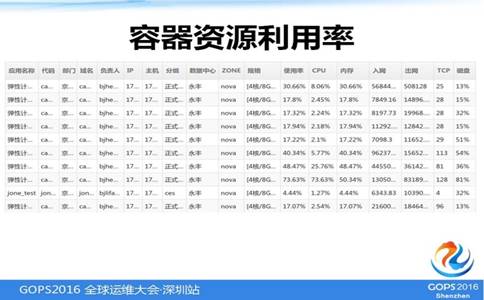 容器资源利用率
应用名称 代码 部门 域名 负责人 IP 主机 分组 数据中心 ZONE 规格 使用率 CPU 内存 入网 出网 TCP 磁盘
弹性计... ca... 京... ca... bjhe... 17... 17... 正式... 永丰 nova [4核/8G... 30.66% 8.06% 30.66% 56844... 508128 25 13%
弹性计... ca... 京... ca... bjhe... 17... 17... 正式... 永丰 nova [4核/8G... 17.8% 2.45% 17.8% 7849.16 14896... 28 15%
弹性计... ca... 京... ca... bjhe... 17... 17... 正式... 永丰 nova [4核/8G... 17.32% 2.24% 17.32% 8197.73 19968... 28 32%
弹性计... ca... 京... ca... bjhe... 17... 17... 正式... 永丰 nova [4核/8G... 17.94% 2.18% 17.94% 11292... 12842... 28 15%
弹性计... ca... 京... ca... bjhe... 17... 17... 正式... 永丰 nova [4核/8G... 17.22% 2.1% 17.22% 7098.3 11652... 29 51%
弹性计... ca... 京... ca... bjhe... 17... 17... 正式... 永丰 nova [4核/8G... 40.34% 5.77% 40.34% 96237... 15652... 113 54%
弹性计... ca... 京... ca... bjhe... 17... 17... 正式... 永丰 nova [4核/8G... 48.47% 25.76% 48.47% 44550... 36142... 81 36%
弹性计... ca... 京... ca... bjhe... 17... 17... 正式... 永丰 nova [4核/8G... 73.63% 73.63% 50.34% 13050... 83189... 128 81%
jone_test jon... 京... jon... bjlifa... 17... 17... ces 永丰 nova [4核/8G... 4.44% 1.27% 4.44% 6343.83 10390... 4 32%
弹性计... ca... 京... ca... bjhe... 17... 17... 正式... 永丰 nova [4核/8G... 17.07% 2.54% 17.07% 21600... 18464... 96 13%
GOPS2016 全球运维大会·深圳站
GOPS2016
Shenzhen